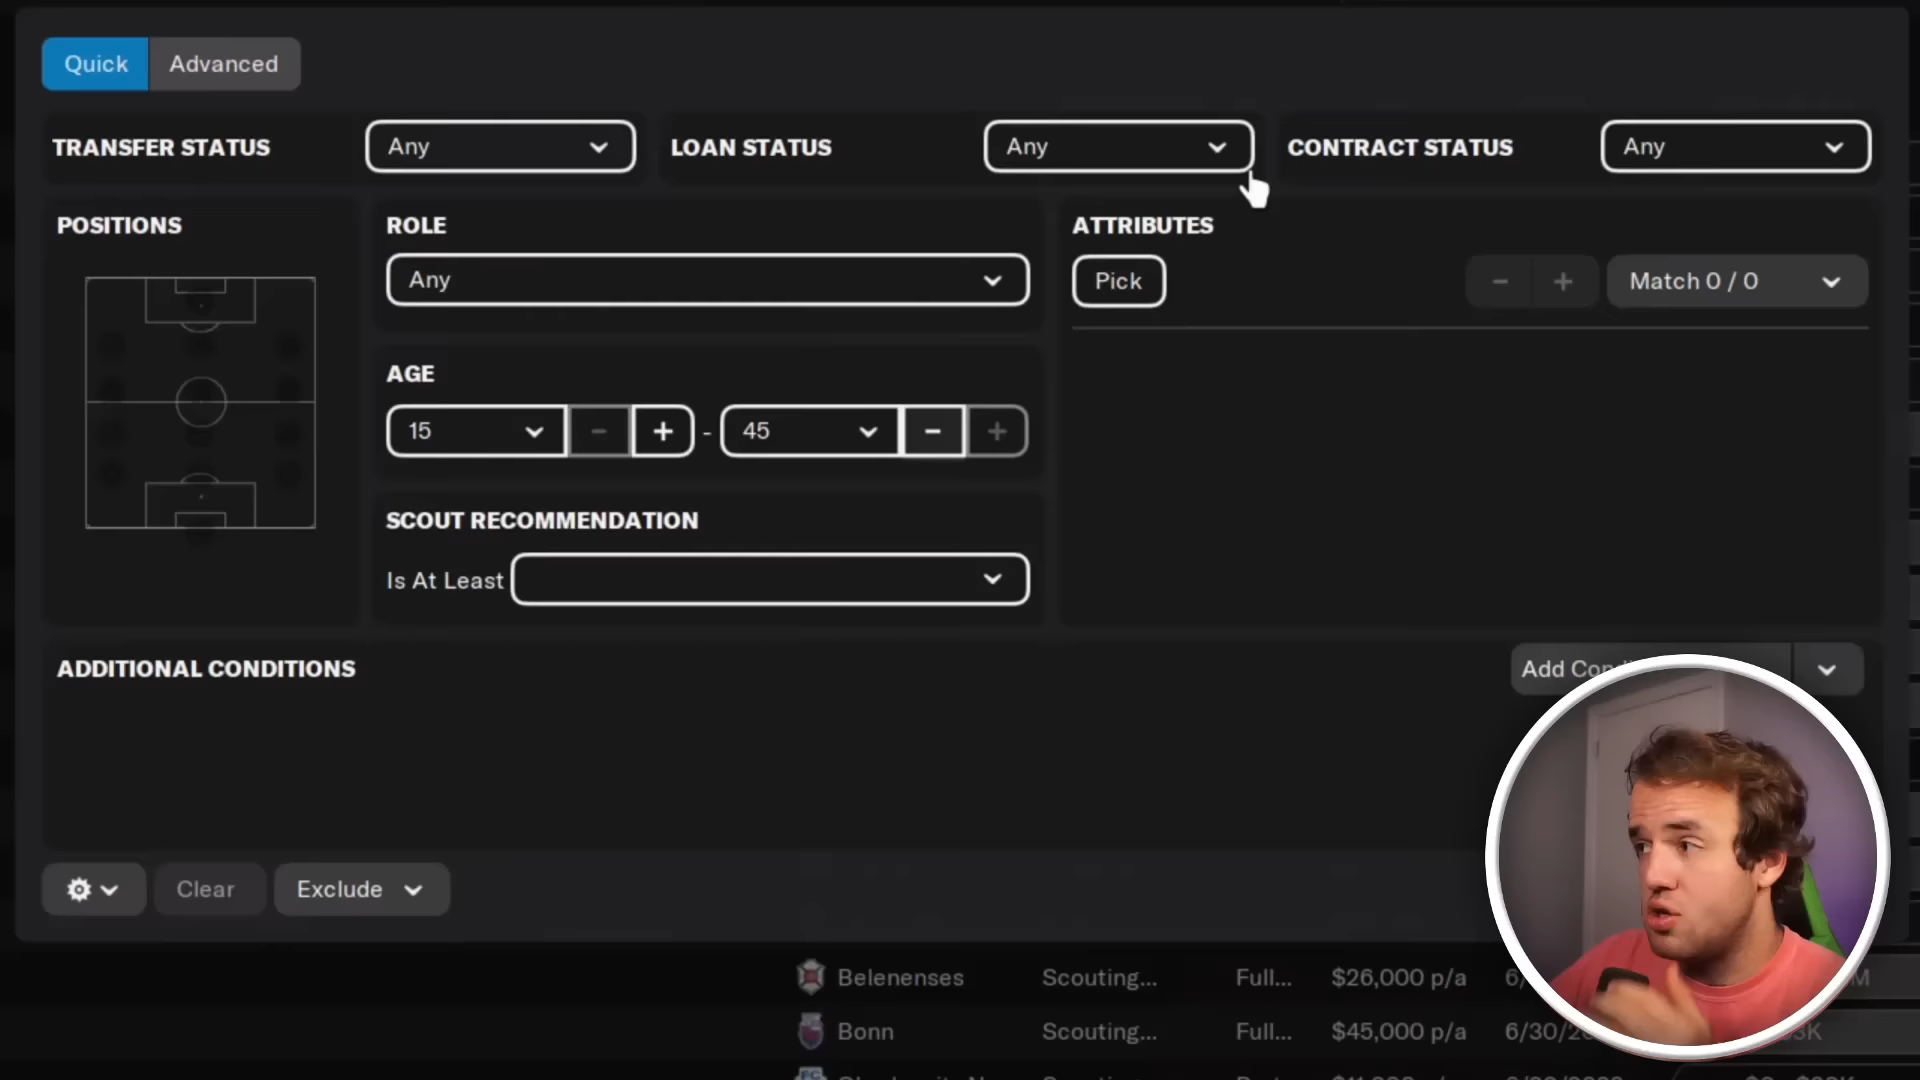 Quick Advanced
TRANSFER STATUS Any LOAN STATUS Any CONTRACT STATUS Any
POSITIONS
ROLE
Any
ATTRIBUTES
Pick − + Match 0 / 0
AGE
15 − + - 45 − +
SCOUT RECOMMENDATION
Is At Least
ADDITIONAL CONDITIONS
Add
Clear Exclude
Belenenses Scouting... Full... $26,000 p/a
Bonn Scouting... Full... $45,000 p/a